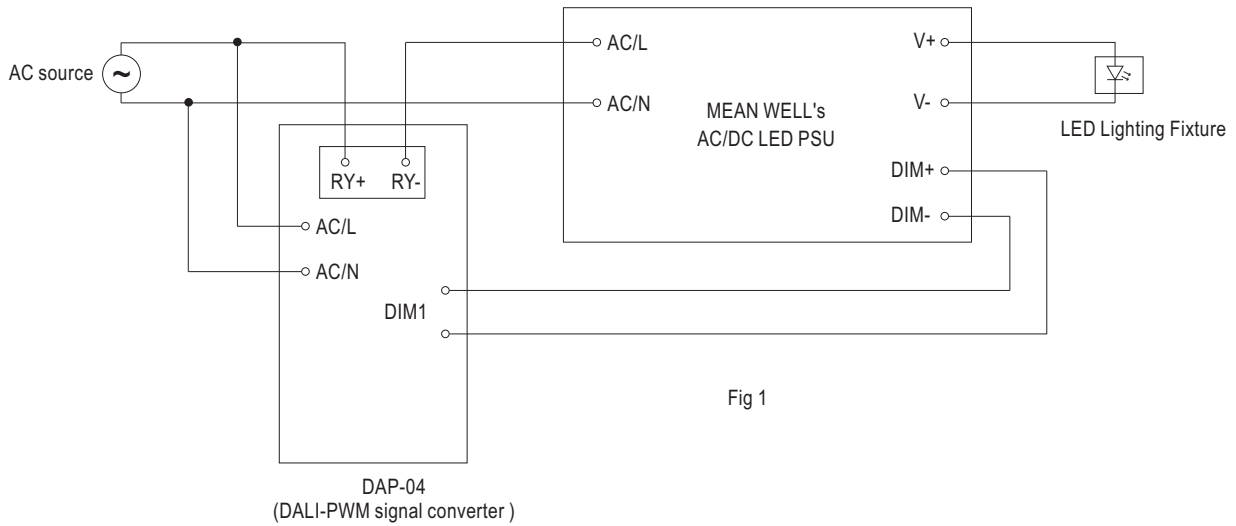 AC source
~
AC/L
AC/N
MEAN WELL's
AC/DC LED PSU
V+
V-
DIM+
DIM-
LED Lighting Fixture
RY+ RY-
AC/L
AC/N
DIM1
Fig 1
DAP-04
(DALI-PWM signal converter )